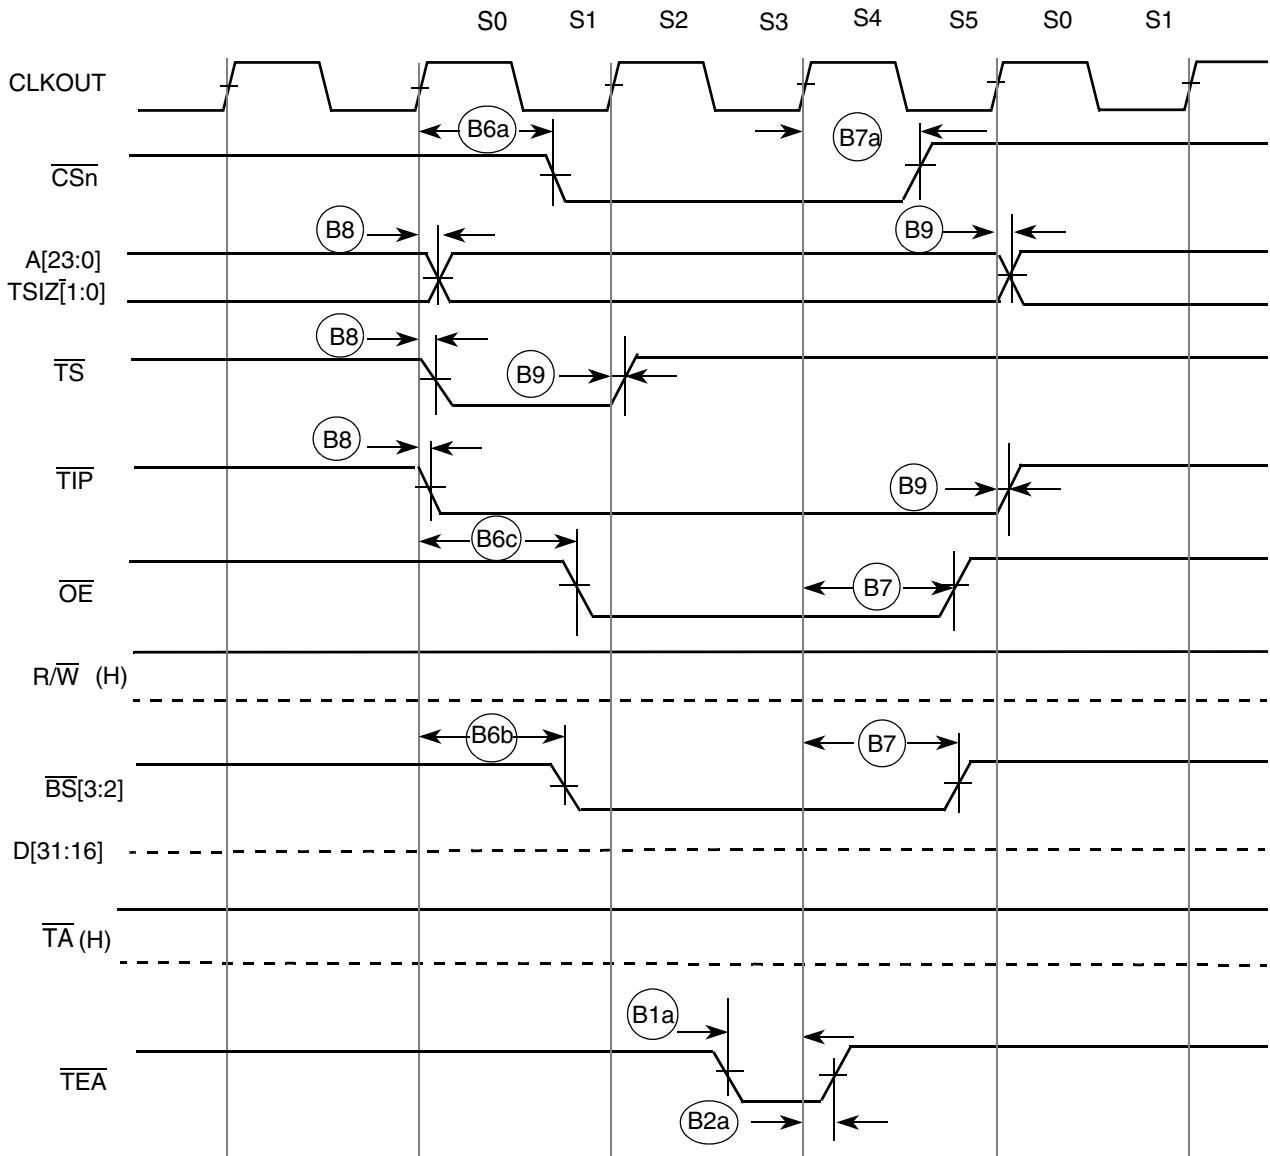 S0 S1 S2 S3 S4 S5 S0 S1
CLKOUT
B6a
B7a
CSn
B8
B9
A[23:0]
TSIZ[1:0]
B8
TS
B9
B8
TIP
B9
B6c
OE
B7
R/W (H)
B6b
B7
BS[3:2]
D[31:16]
TA (H)
B1a
TEA
B2a